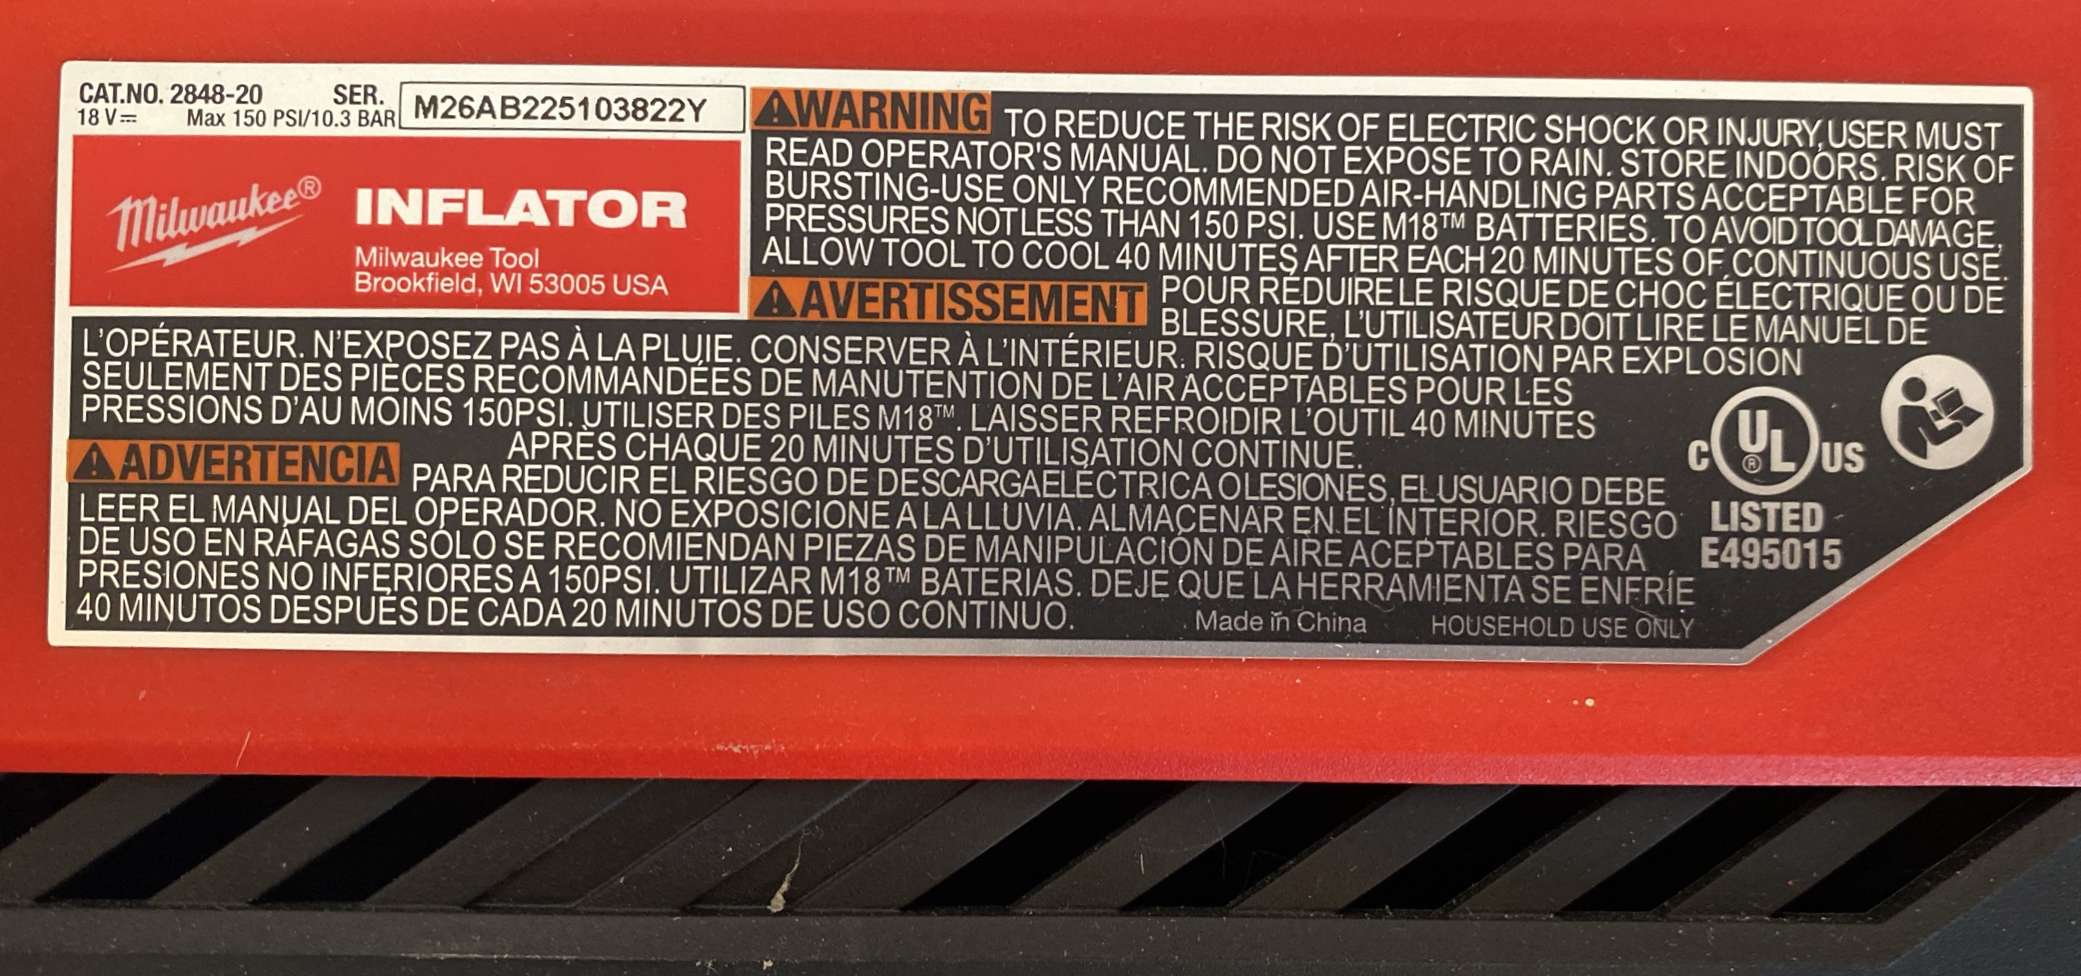 CAT.NO. 2848-20 SER. M26AB225103822Y
18 V⎓ Max 150 PSI/10.3 BAR
Milwaukee® INFLATOR
Milwaukee Tool
Brookfield, WI 53005 USA
⚠WARNING TO REDUCE THE RISK OF ELECTRIC SHOCK OR INJURY, USER MUST
READ OPERATOR'S MANUAL. DO NOT EXPOSE TO RAIN. STORE INDOORS. RISK OF
BURSTING-USE ONLY RECOMMENDED AIR-HANDLING PARTS ACCEPTABLE FOR
PRESSURES NOT LESS THAN 150 PSI. USE M18™ BATTERIES. TO AVOID TOOL DAMAGE,
ALLOW TOOL TO COOL 40 MINUTES AFTER EACH 20 MINUTES OF CONTINUOUS USE.
⚠AVERTISSEMENT POUR RÉDUIRE LE RISQUE DE CHOC ÉLECTRIQUE OU DE
BLESSURE, L'UTILISATEUR DOIT LIRE LE MANUEL DE
L'OPÉRATEUR. N'EXPOSEZ PAS À LA PLUIE. CONSERVER À L'INTÉRIEUR. RISQUE D'UTILISATION PAR EXPLOSION
SEULEMENT DES PIÈCES RECOMMANDÉES DE MANUTENTION DE L'AIR ACCEPTABLES POUR LES
PRESSIONS D'AU MOINS 150PSI. UTILISER DES PILES M18™. LAISSER REFROIDIR L'OUTIL 40 MINUTES
APRÈS CHAQUE 20 MINUTES D'UTILISATION CONTINUE.
⚠ADVERTENCIA PARA REDUCIR EL RIESGO DE DESCARGA ELÉCTRICA O LESIONES, EL USUARIO DEBE
LEER EL MANUAL DEL OPERADOR. NO EXPOSICIONE A LA LLUVIA. ALMACENAR EN EL INTERIOR. RIESGO
DE USO EN RÁFAGAS SÓLO SE RECOMIENDAN PIEZAS DE MANIPULACIÓN DE AIRE ACEPTABLES PARA
PRESIONES NO INFERIORES A 150PSI. UTILIZAR M18™ BATERIAS. DEJE QUE LA HERRAMIENTA SE ENFRÍE
40 MINUTOS DESPUÉS DE CADA 20 MINUTOS DE USO CONTINUO.
Made in China HOUSEHOLD USE ONLY
C UL® US
LISTED
E495015